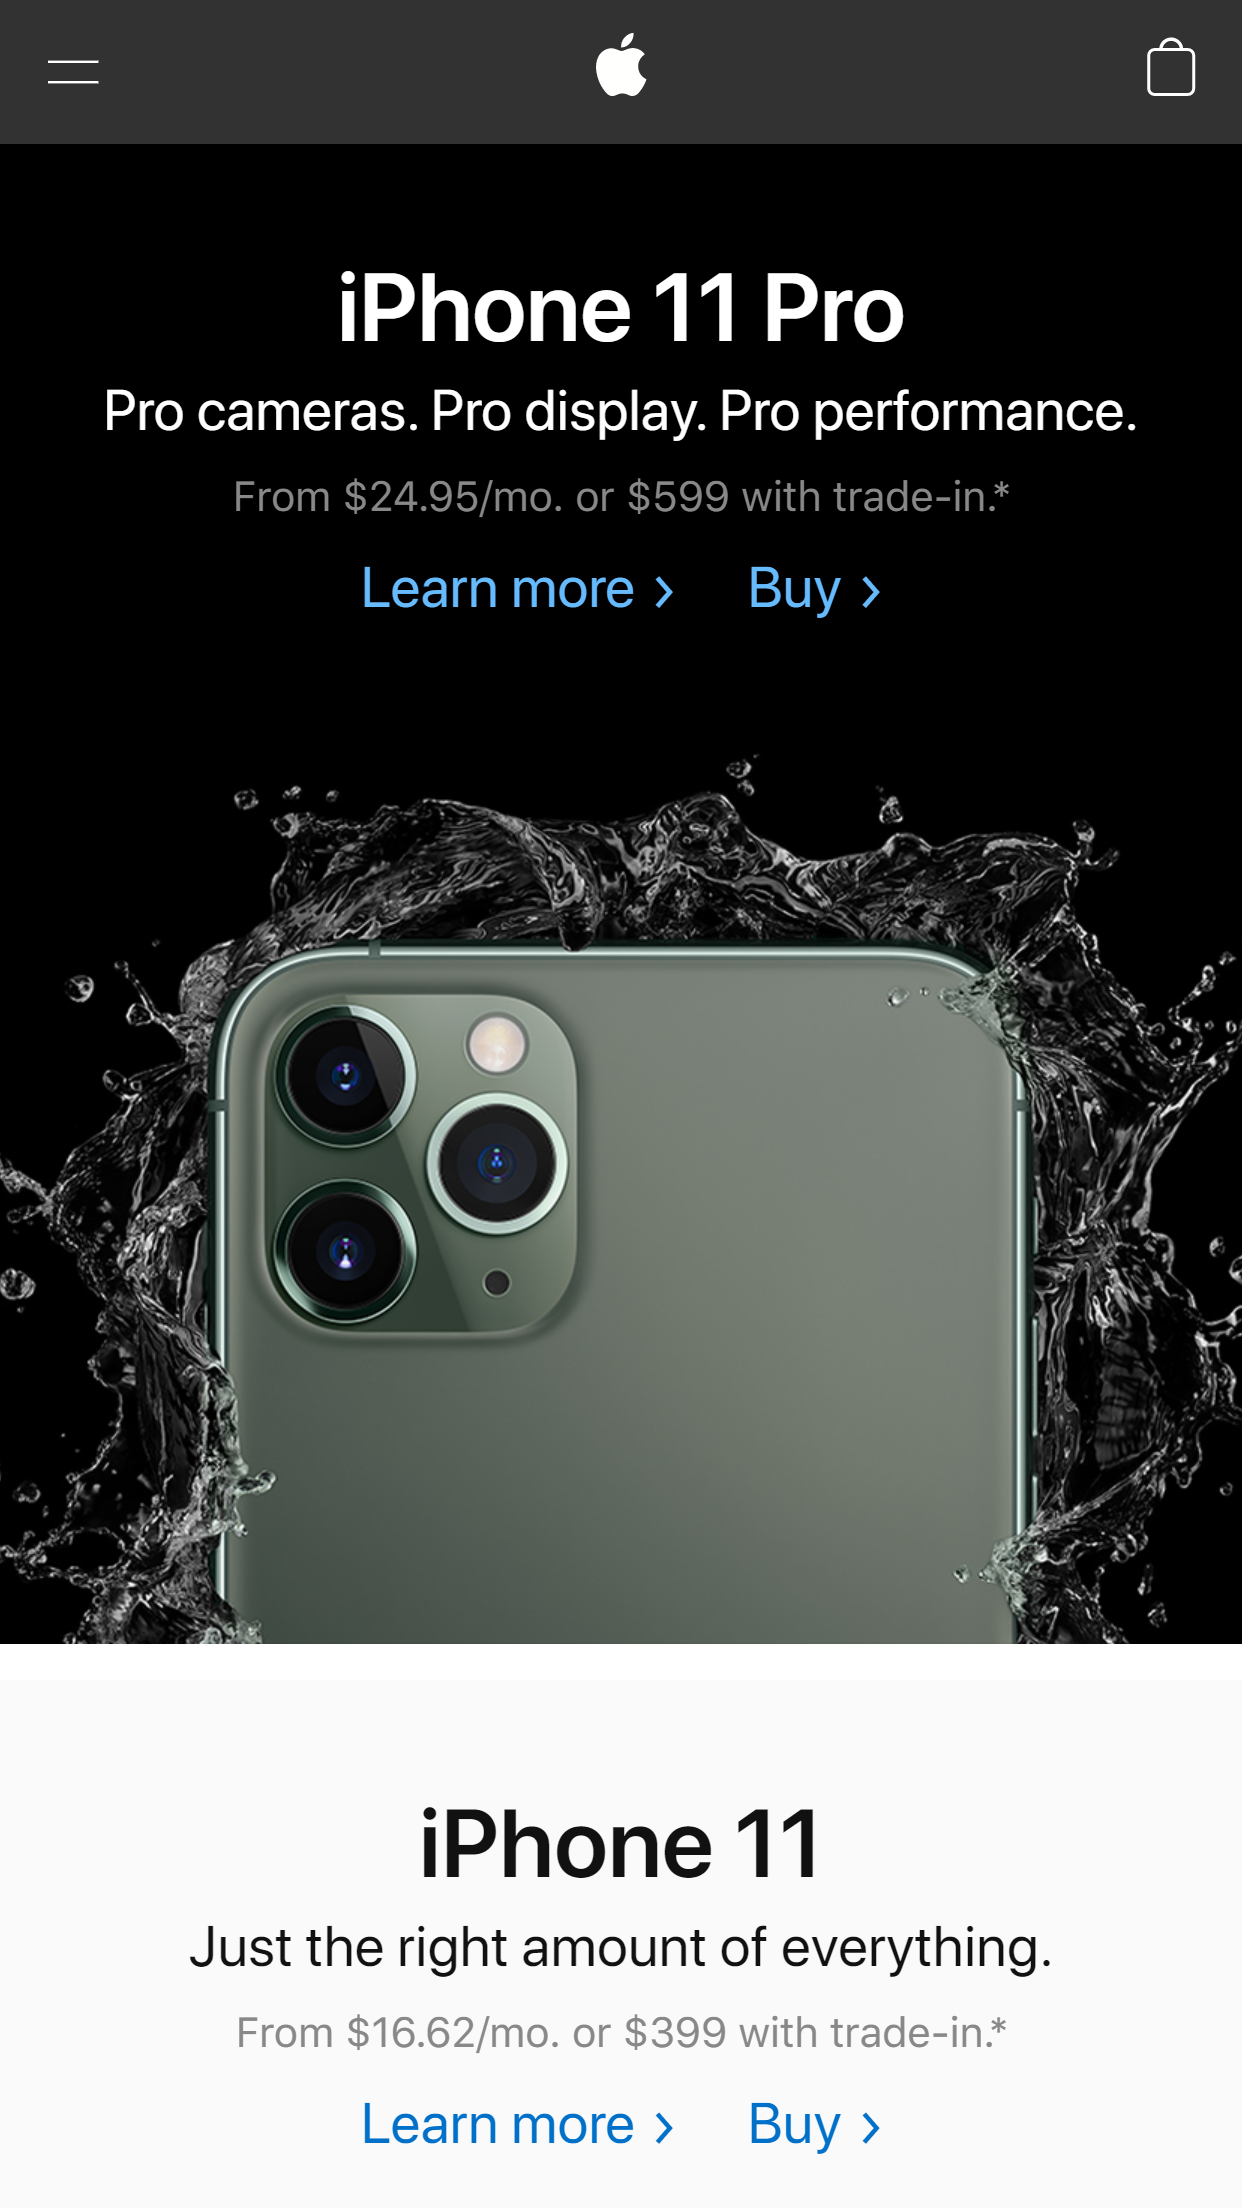 iPhone 11 Pro
Pro cameras. Pro display. Pro performance.
From $24.95/mo. or $599 with trade-in.*
Learn more > Buy >
iPhone 11
Just the right amount of everything.
From $16.62/mo. or $399 with trade-in.*
Learn more > Buy >